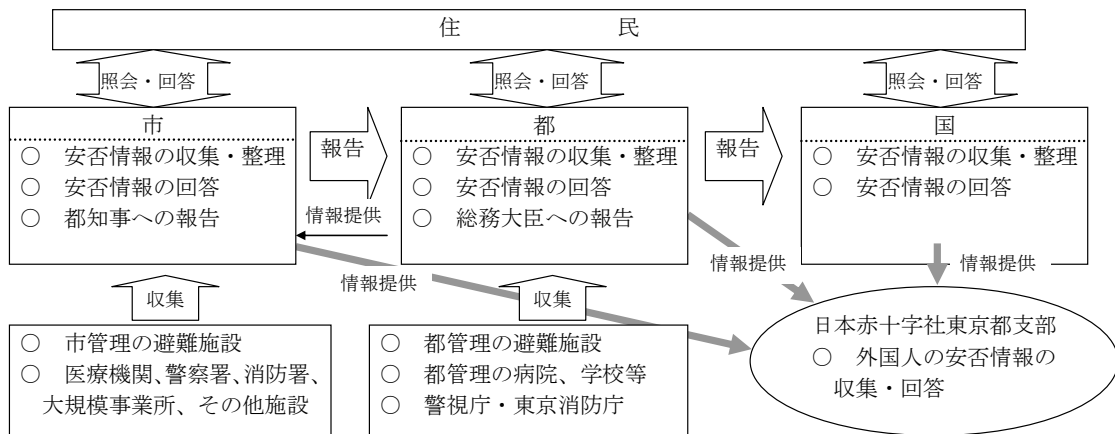 住　民
照会・回答
照会・回答
照会・回答
市
○ 安否情報の収集・整理
○ 安否情報の回答
○ 都知事への報告
報告
都
○ 安否情報の収集・整理
○ 安否情報の回答
○ 総務大臣への報告
報告
国
○ 安否情報の収集・整理
○ 安否情報の回答
情報提供
情報提供
情報提供
情報提供
収集
収集
○ 市管理の避難施設
○ 医療機関、警察署、消防署、
大規模事業所、その他施設
○ 都管理の避難施設
○ 都管理の病院、学校等
○ 警視庁・東京消防庁
日本赤十字社東京都支部
○ 外国人の安否情報の
収集・回答